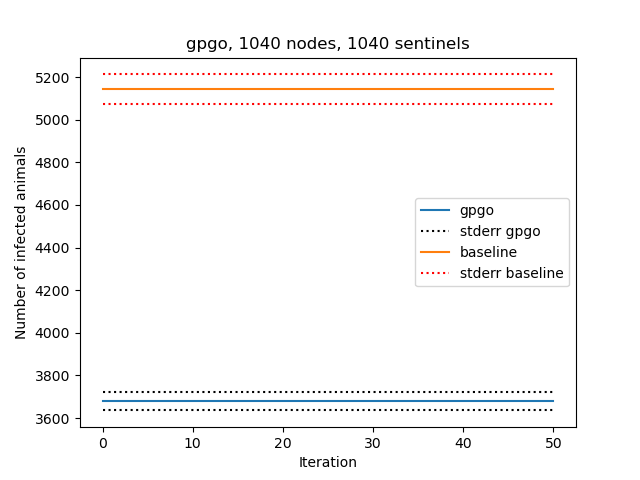 gpgo, 1040 nodes, 1040 sentinels
Number of infected animals
5200
5000
4800
4600
4400
4200
4000
3800
3600
gpgo
stderr gpgo
baseline
stderr baseline
0 10 20 30 40 50
Iteration